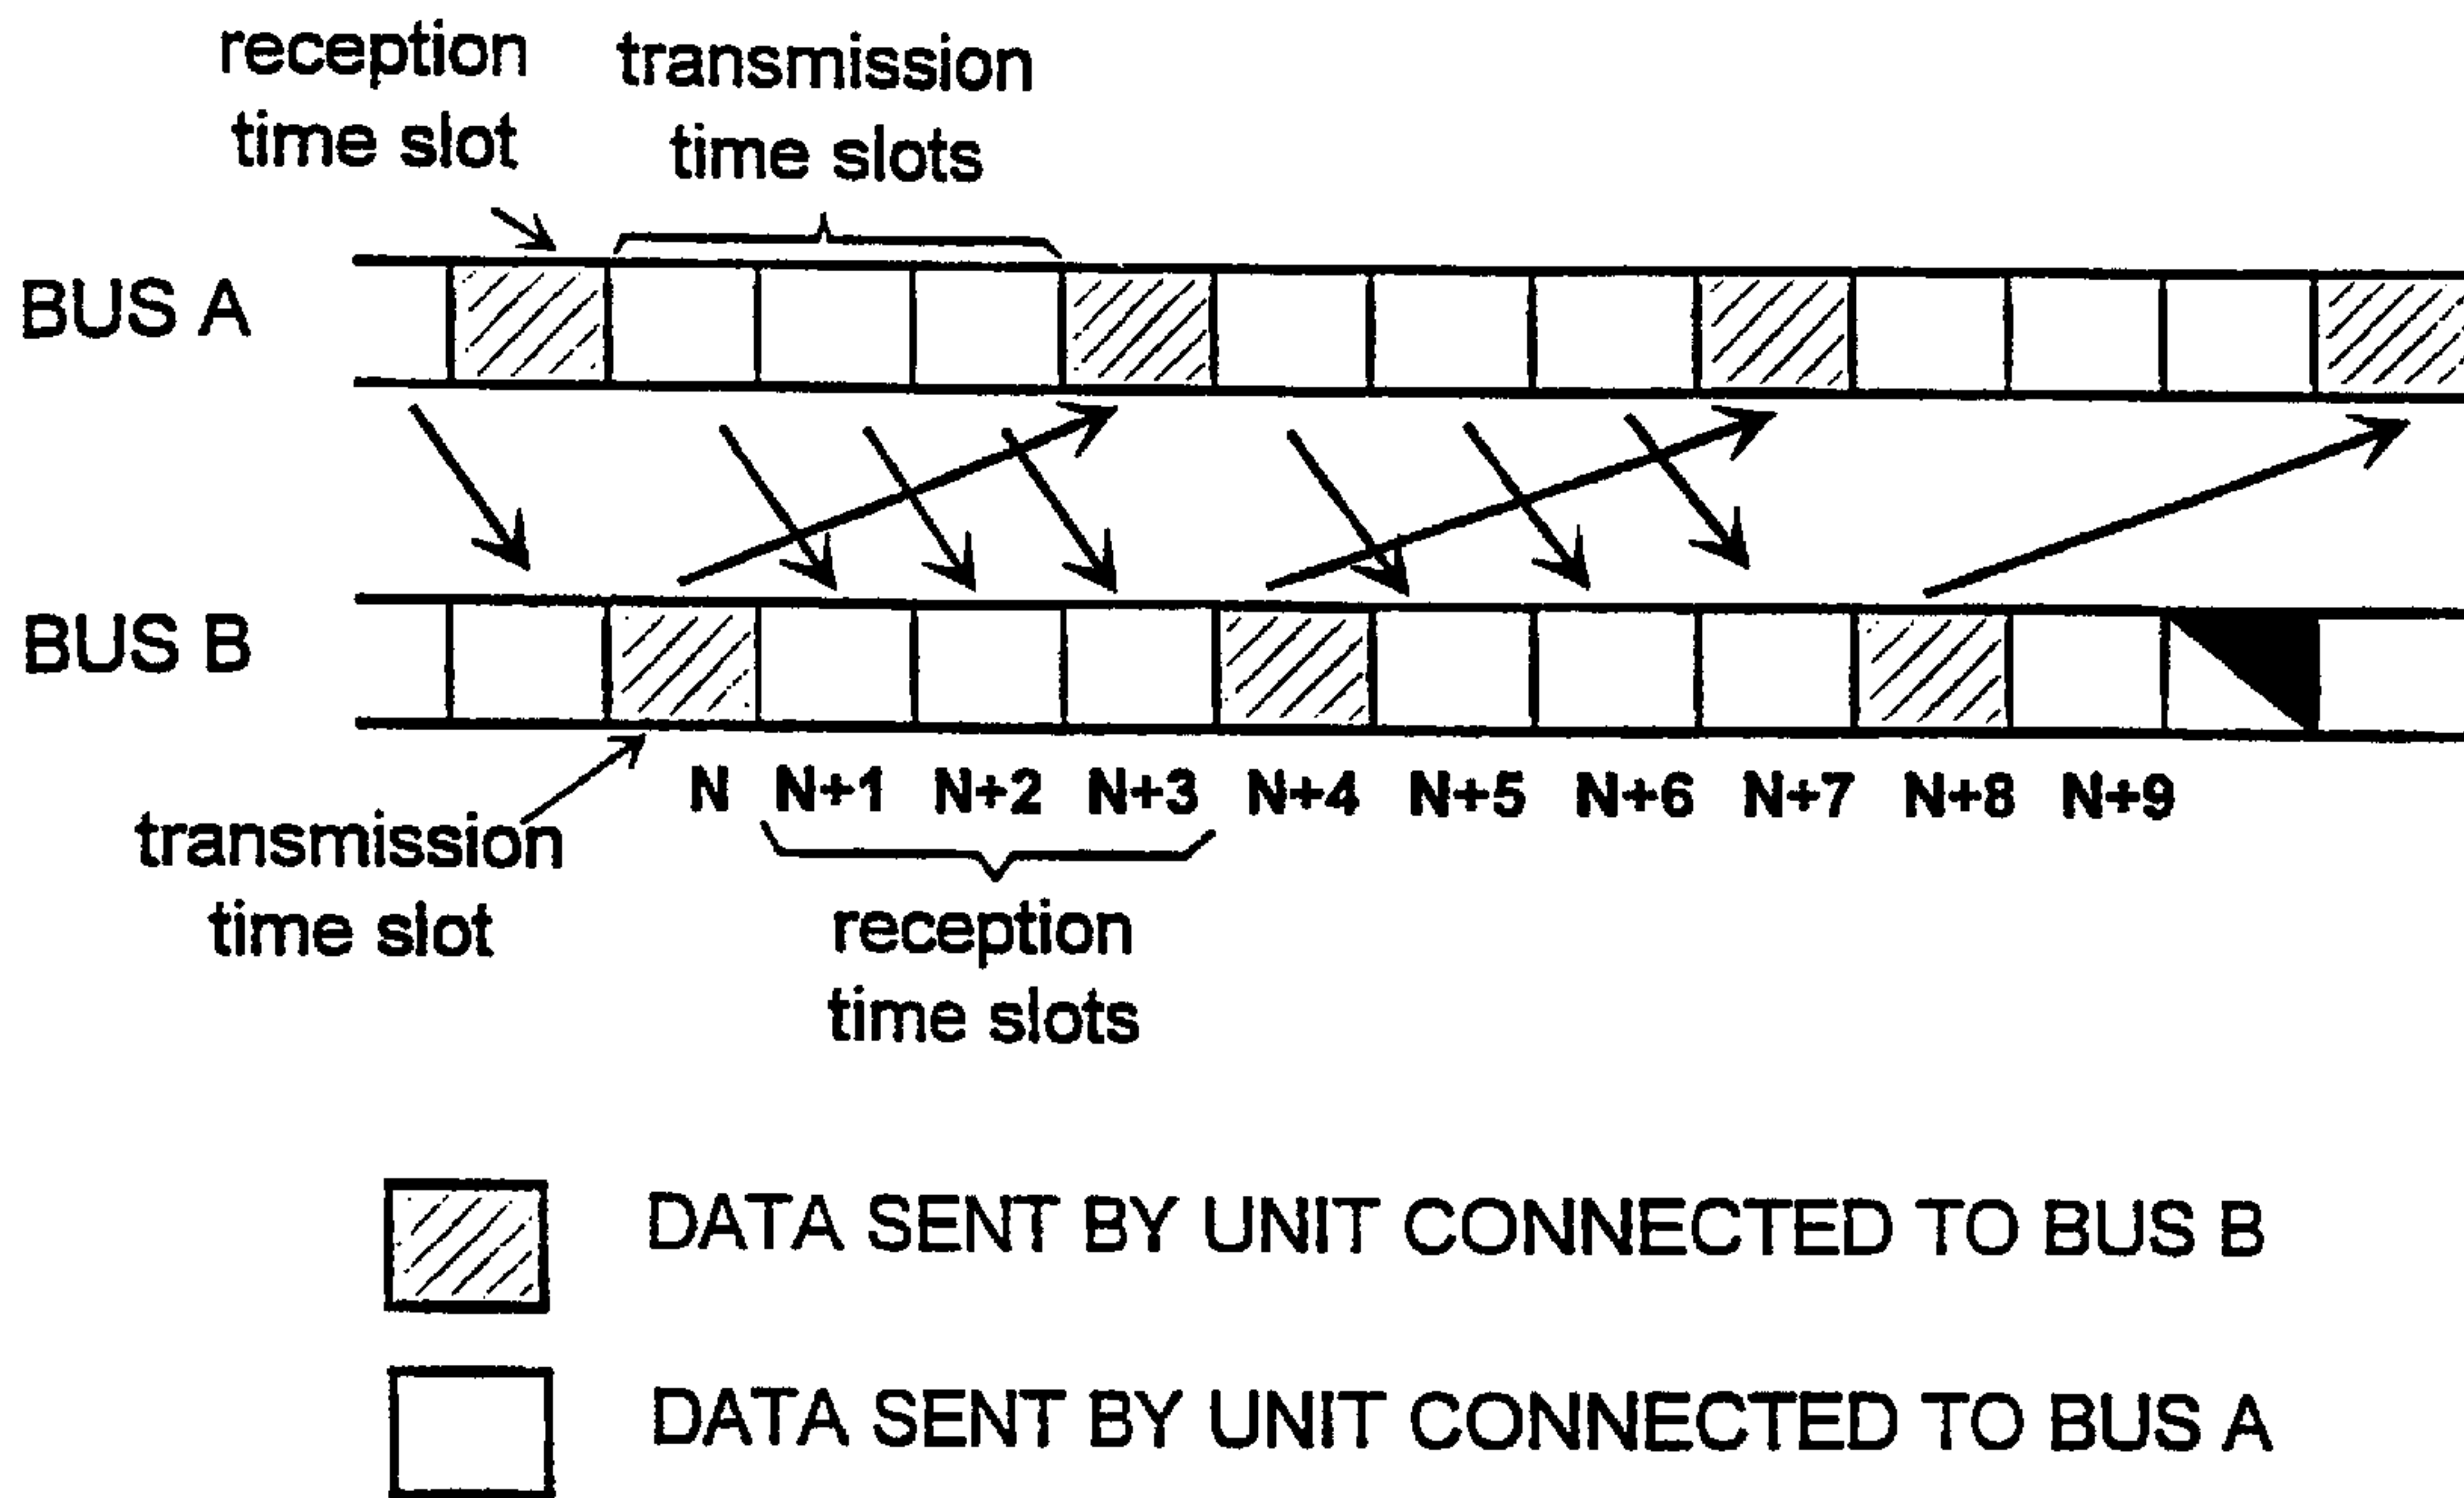 reception
time slot
transmission
time slots
BUS A
BUS B
N N+1 N+2 N+3 N+4 N+5 N+6 N+7 N+8 N+9
transmission
time slot
reception
time slots
DATA SENT BY UNIT CONNECTED TO BUS B
DATA SENT BY UNIT CONNECTED TO BUS A